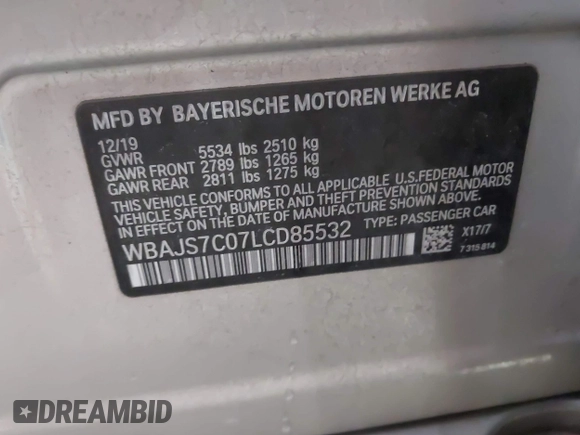 MFD BY BAYERISCHE MOTOREN WERKE AG
12/19
GVWR 5534 lbs 2510 kg
GAWR FRONT 2789 lbs 1265 kg
GAWR REAR 2811 lbs 1275 kg
THIS VEHICLE CONFORMS TO ALL APPLICABLE U.S.FEDERAL MOTOR
VEHICLE SAFETY, BUMPER, AND THEFT PREVENTION STANDARDS
IN EFFECT ON THE DATE OF MANUFACTURE SHOWN ABOVE.
WBAJS7C07LCD85532 TYPE: PASSENGER CAR
X17/7
7 315 814
DREAMBID